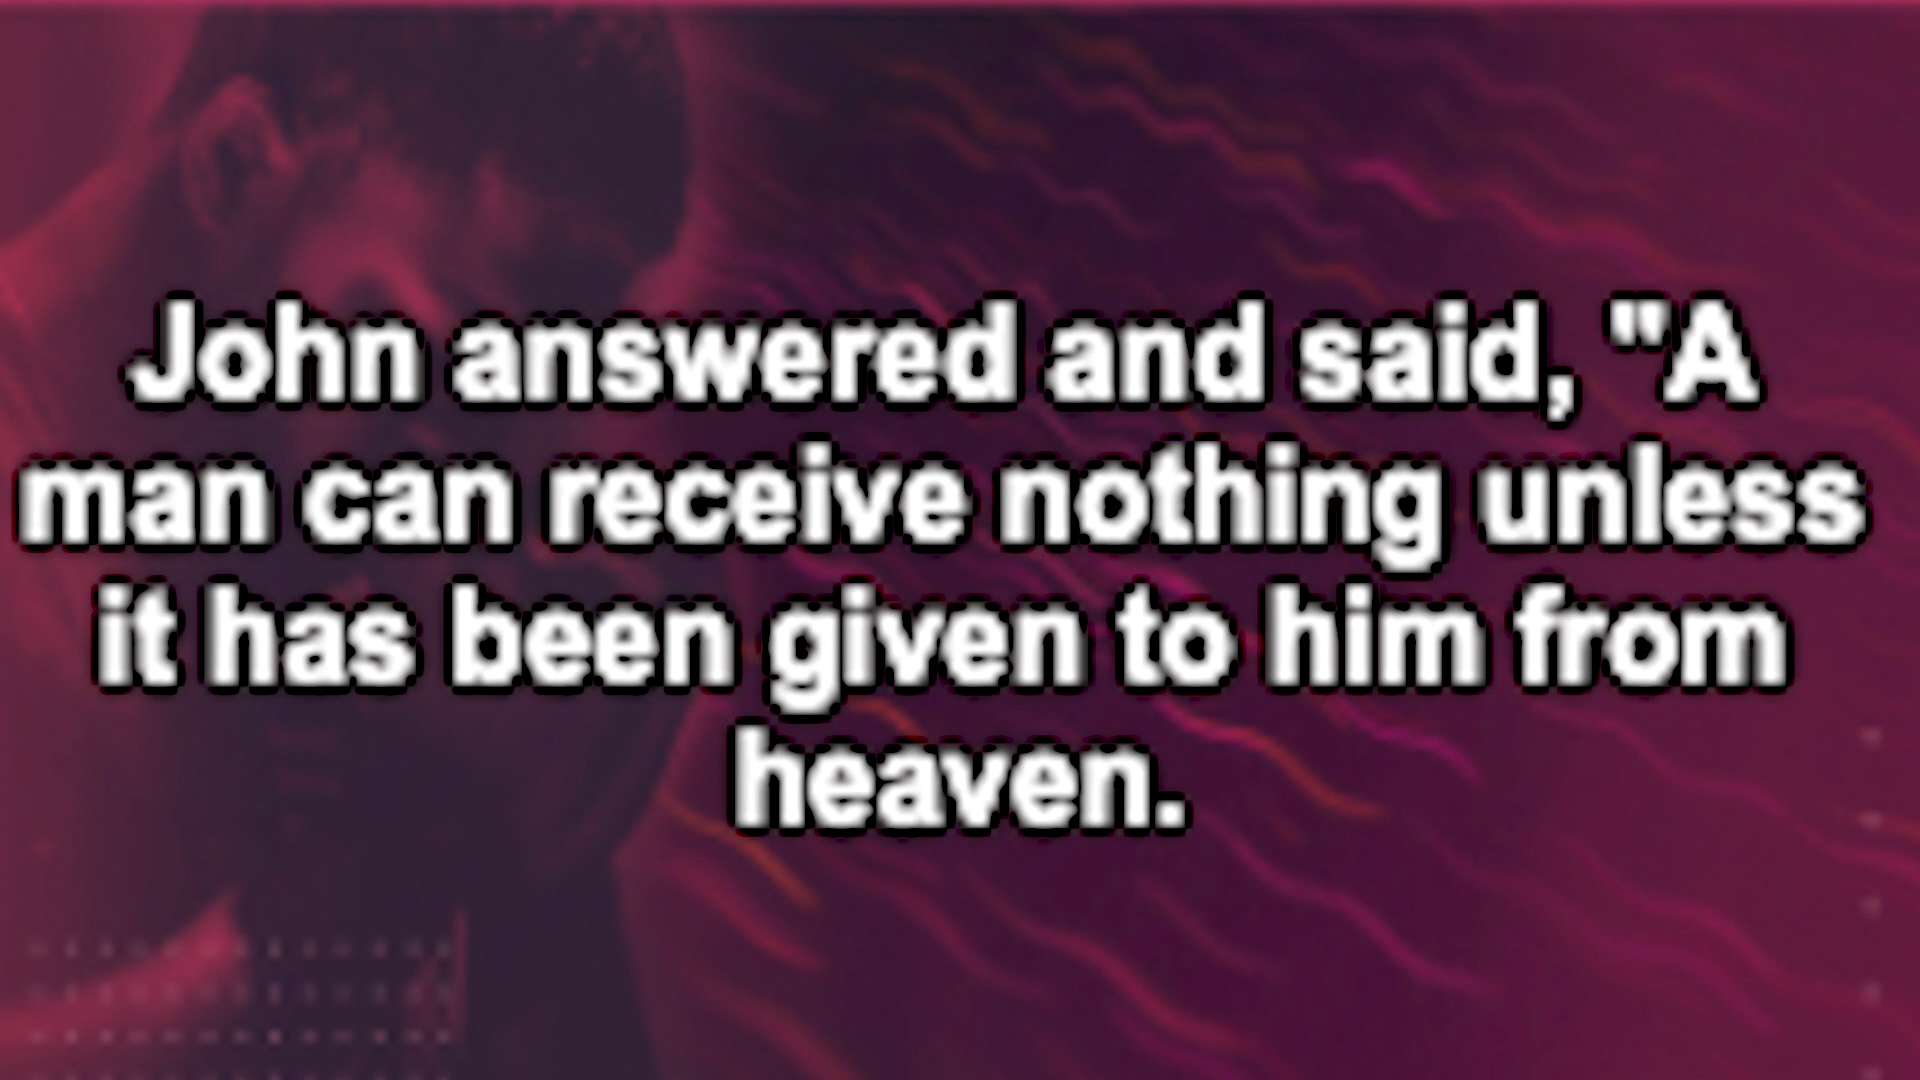 John answered and said, "A
man can receive nothing unless
it has been given to him from
heaven.